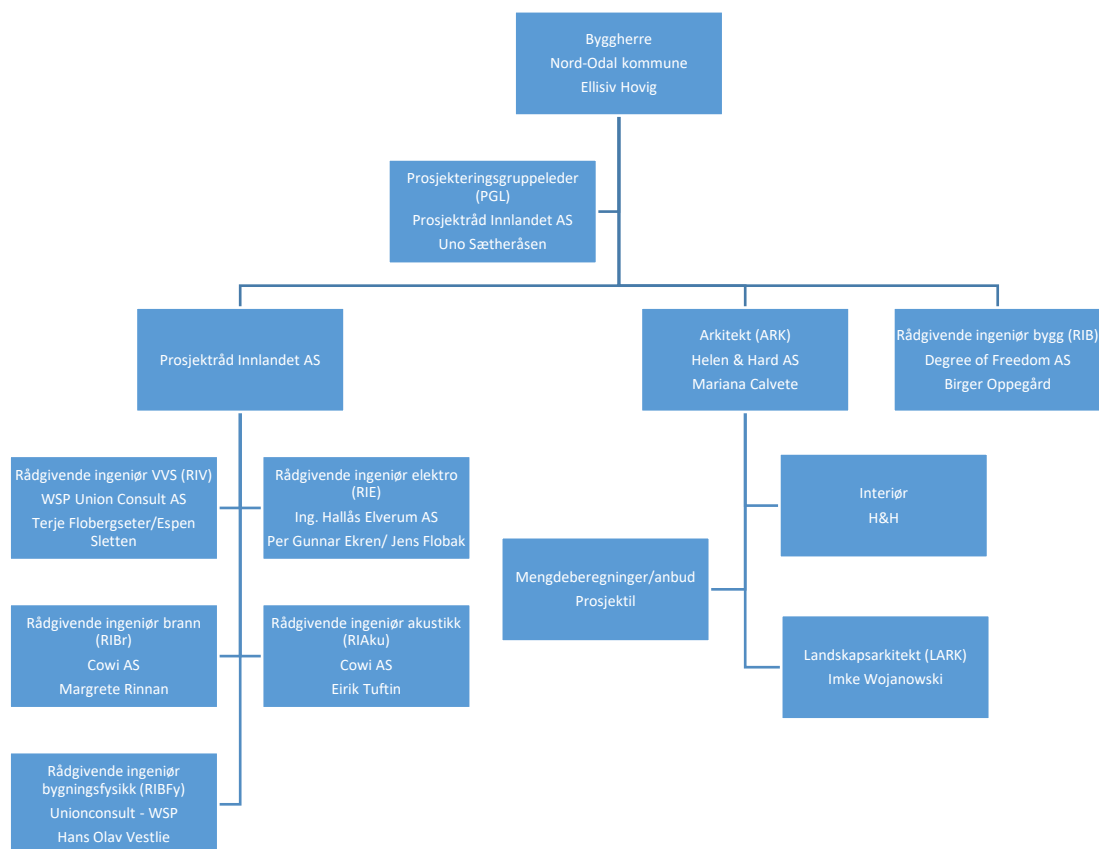 Byggherre
Nord-Odal kommune
Ellisiv Hovig
Prosjekteringsgruppeleder
(PGL)
Prosjektråd Innlandet AS
Uno Sætheråsen
Prosjektråd Innlandet AS
Arkitekt (ARK)
Helen & Hard AS
Mariana Calvete
Rådgivende ingeniør bygg (RIB)
Degree of Freedom AS
Birger Oppegård
Rådgivende ingeniør VVS (RIV)
WSP Union Consult AS
Terje Flobergseter/Espen
Sletten
Rådgivende ingeniør elektro
(RIE)
Ing. Hallås Elverum AS
Per Gunnar Ekren/ Jens Flobak
Interiør
H&H
Mengdeberegninger/anbud
Prosjektil
Rådgivende ingeniør brann
(RIBr)
Cowi AS
Margrete Rinnan
Rådgivende ingeniør akustikk
(RIAku)
Cowi AS
Eirik Tuftin
Landskapsarkitekt (LARK)
Imke Wojanowski
Rådgivende ingeniør
bygningsfysikk (RIBFy)
Unionconsult - WSP
Hans Olav Vestlie